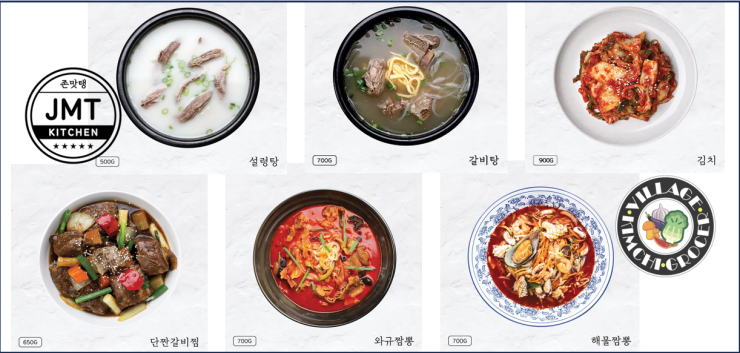 존맛탱
JMT
KITCHEN
500G
설렁탕
700G
갈비탕
900G
김치
650G
단짠갈비찜
700G
와규짬뽕
700G
해물짬뽕
VILLAGE
KIMCHI·GROCERY